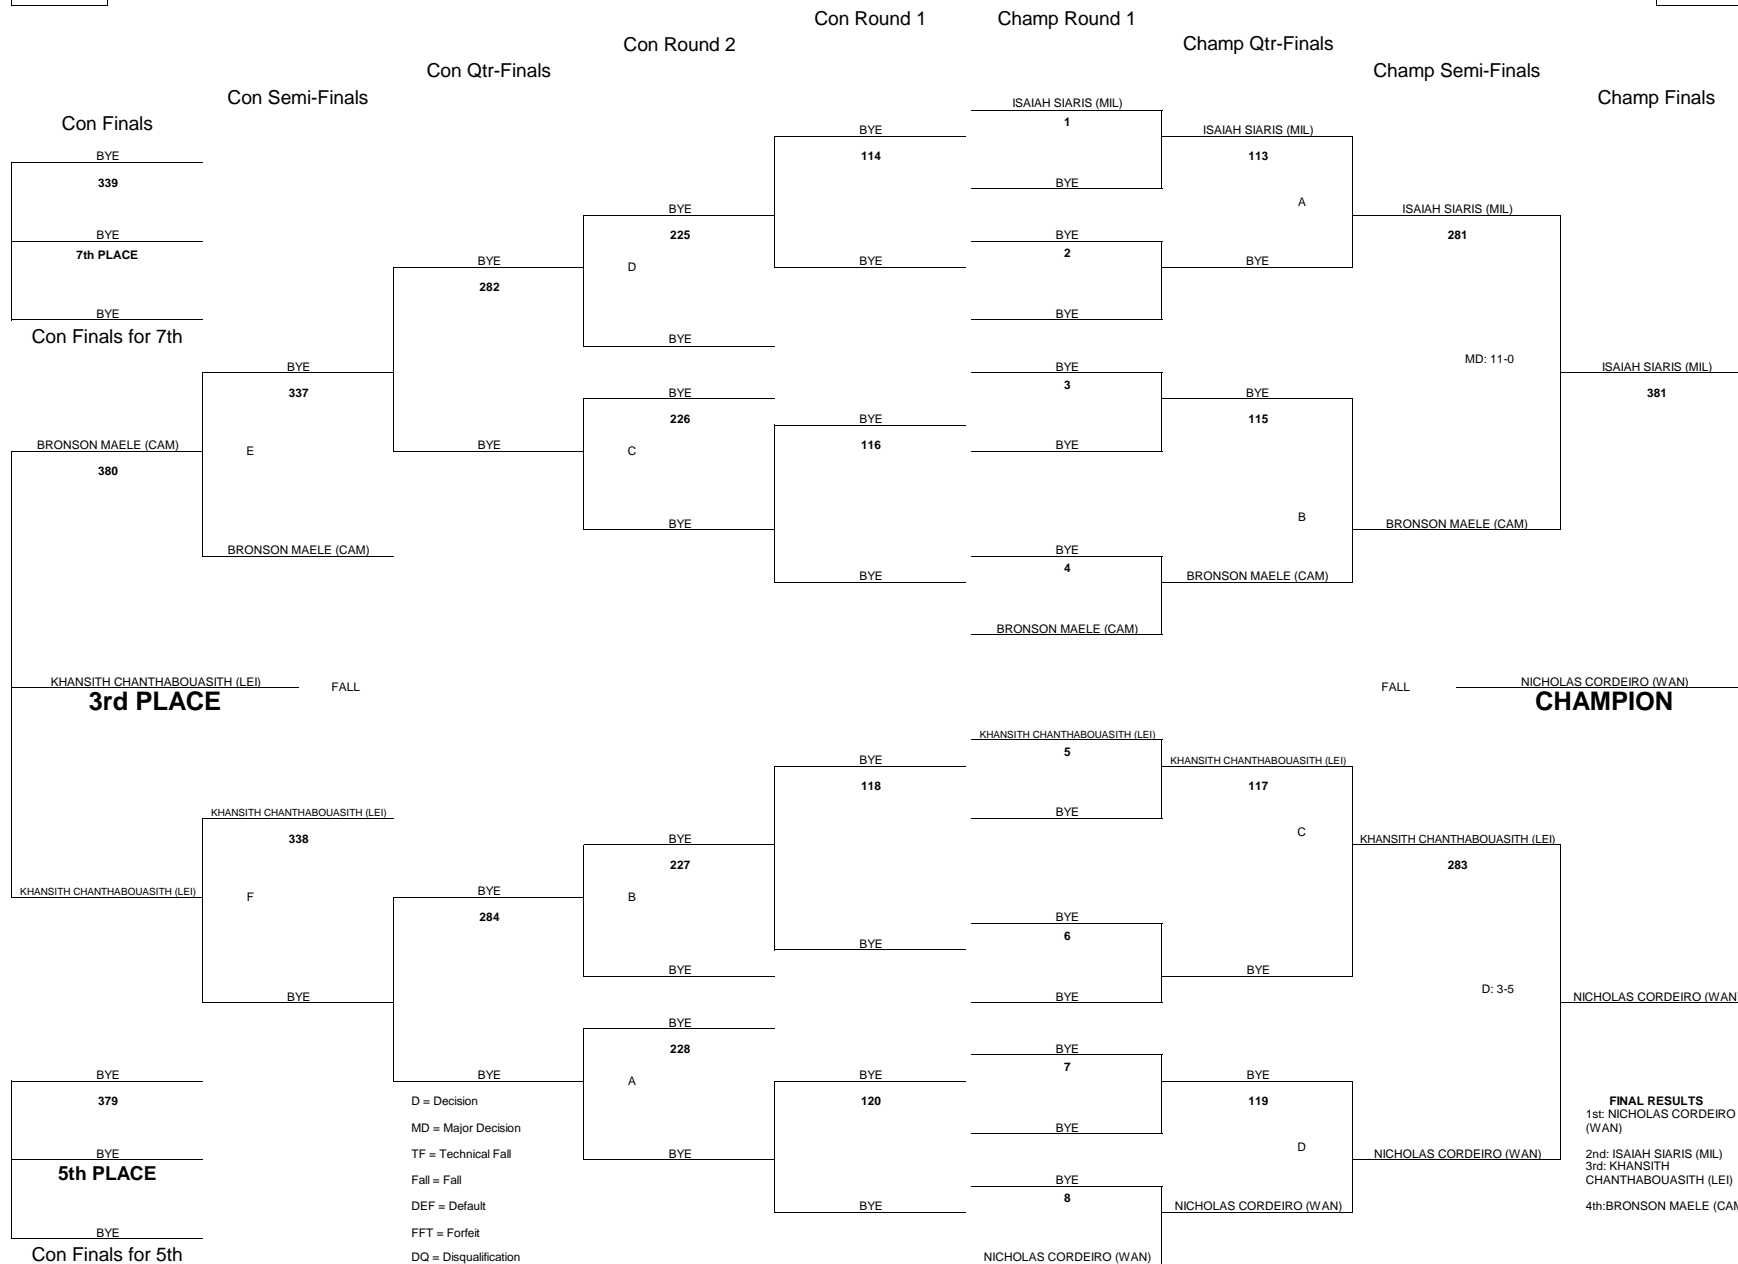 Con Round 1
Champ Round 1
Con Round 2
Champ Qtr-Finals
Con Qtr-Finals
Champ Semi-Finals
Con Semi-Finals
Champ Finals
Con Finals
ISAIAH SIARIS (MIL)
1
BYE
ISAIAH SIARIS (MIL)
BYE
114
113
339
BYE
A
BYE
ISAIAH SIARIS (MIL)
BYE
BYE
225
281
7th PLACE
2
BYE
BYE
BYE
D
282
BYE
BYE
Con Finals for 7th
BYE
MD: 11-0
BYE
BYE
ISAIAH SIARIS (MIL)
3
337
BYE
BYE
381
BYE
226
115
BRONSON MAELE (CAM)
BYE
116
BYE
E
C
380
B
BYE
BRONSON MAELE (CAM)
BRONSON MAELE (CAM)
BYE
4
BYE
BRONSON MAELE (CAM)
BRONSON MAELE (CAM)
KHANSITH CHANTHABOUASITH (LEI)
FALL
FALL
NICHOLAS CORDEIRO (WAN)
3rd PLACE
CHAMPION
KHANSITH CHANTHABOUASITH (LEI)
5
BYE
KHANSITH CHANTHABOUASITH (LEI)
118
117
KHANSITH CHANTHABOUASITH (LEI)
BYE
C
338
BYE
KHANSITH CHANTHABOUASITH (LEI)
227
283
KHANSITH CHANTHABOUASITH (LEI)
F
BYE
B
284
BYE
6
BYE
BYE
BYE
D: 3-5
BYE
BYE
NICHOLAS CORDEIRO (WAN
BYE
228
BYE
7
BYE
BYE
A
BYE
BYE
379
D = Decision
120
119
FINAL RESULTS
1st: NICHOLAS CORDEIRO
(WAN)
MD = Major Decision
BYE
BYE
TF = Technical Fall
BYE
D
NICHOLAS CORDEIRO (WAN)
2nd: ISAIAH SIARIS (MIL)
3rd: KHANSITH
CHANTHABOUASITH (LEI)
5th PLACE
Fall = Fall
BYE
8
DEF = Default
BYE
NICHOLAS CORDEIRO (WAN)
4th:BRONSON MAELE (CAM
BYE
FFT = Forfeit
Con Finals for 5th
DQ = Disqualification
NICHOLAS CORDEIRO (WAN)